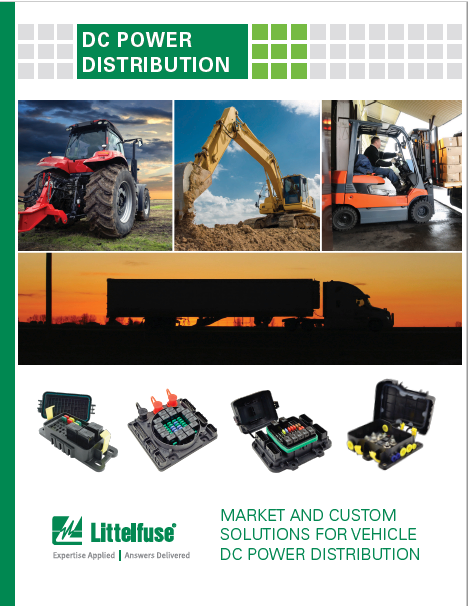 DC POWER
DISTRIBUTION
Littelfuse®
Expertise Applied | Answers Delivered
MARKET AND CUSTOM
SOLUTIONS FOR VEHICLE
DC POWER DISTRIBUTION